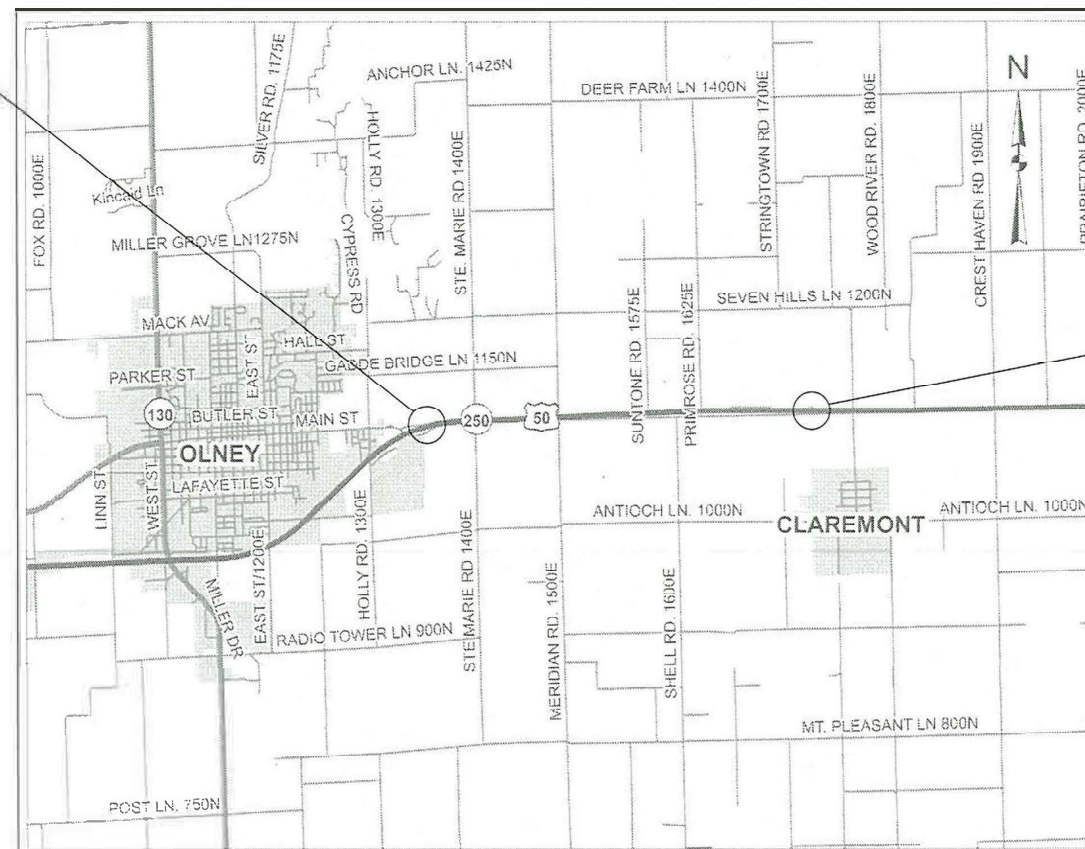 ANCHOR LN. 1425N
N
DEER FARM LN 1400N
SILVER RD. 1175E
HOLLY RD. 1300E
STE. MARIE RD 1400E
STRINGTOWN RD 1700E
WOOD RIVER RD. 1800E
CREST HAVEN RD 1900E
PRAIRIETON RD. 2000E
FOX RD. 1000E
Kincaid Ln
CYPRESS RD
MILLER GROVE LN1275N
SEVEN HILLS LN 1200N
SUNTONE RD. 1575E
PRIMROSE RD. 1625E
MACK AV
HALL ST
EAST ST
GADDE BRIDGE LN 1150N
PARKER ST
130
BUTLER ST
MAIN ST
250
50
OLNEY
LINN ST
WEST ST.
LAFAYETTE ST
ANTIOCH LN. 1000N
CLAREMONT
ANTIOCH LN. 1000N
HOLLY RD. 1300E
STE MARIE RD 1400E
EAST ST/1200E
MILLER DR
RADIO TOWER LN 900N
MERIDIAN RD. 1500E
SHELL RD. 1600E
MT. PLEASANT LN 800N
POST LN. 750N